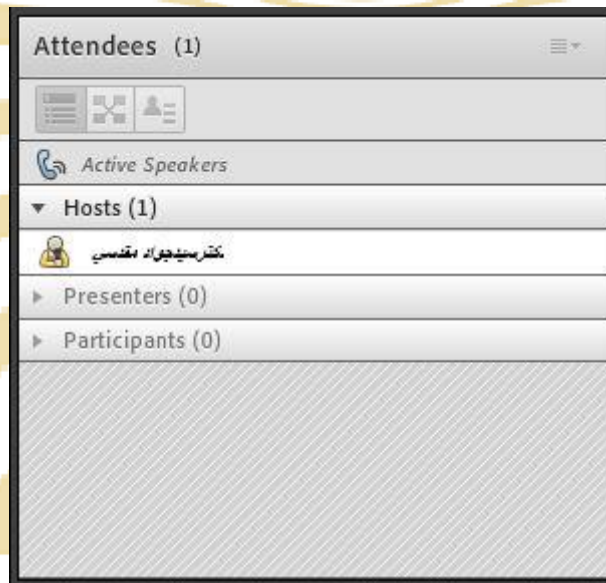 Attendees (1)
Active Speakers
Hosts (1)
دکترسیدجواد مقدسی
Presenters (0)
Participants (0)